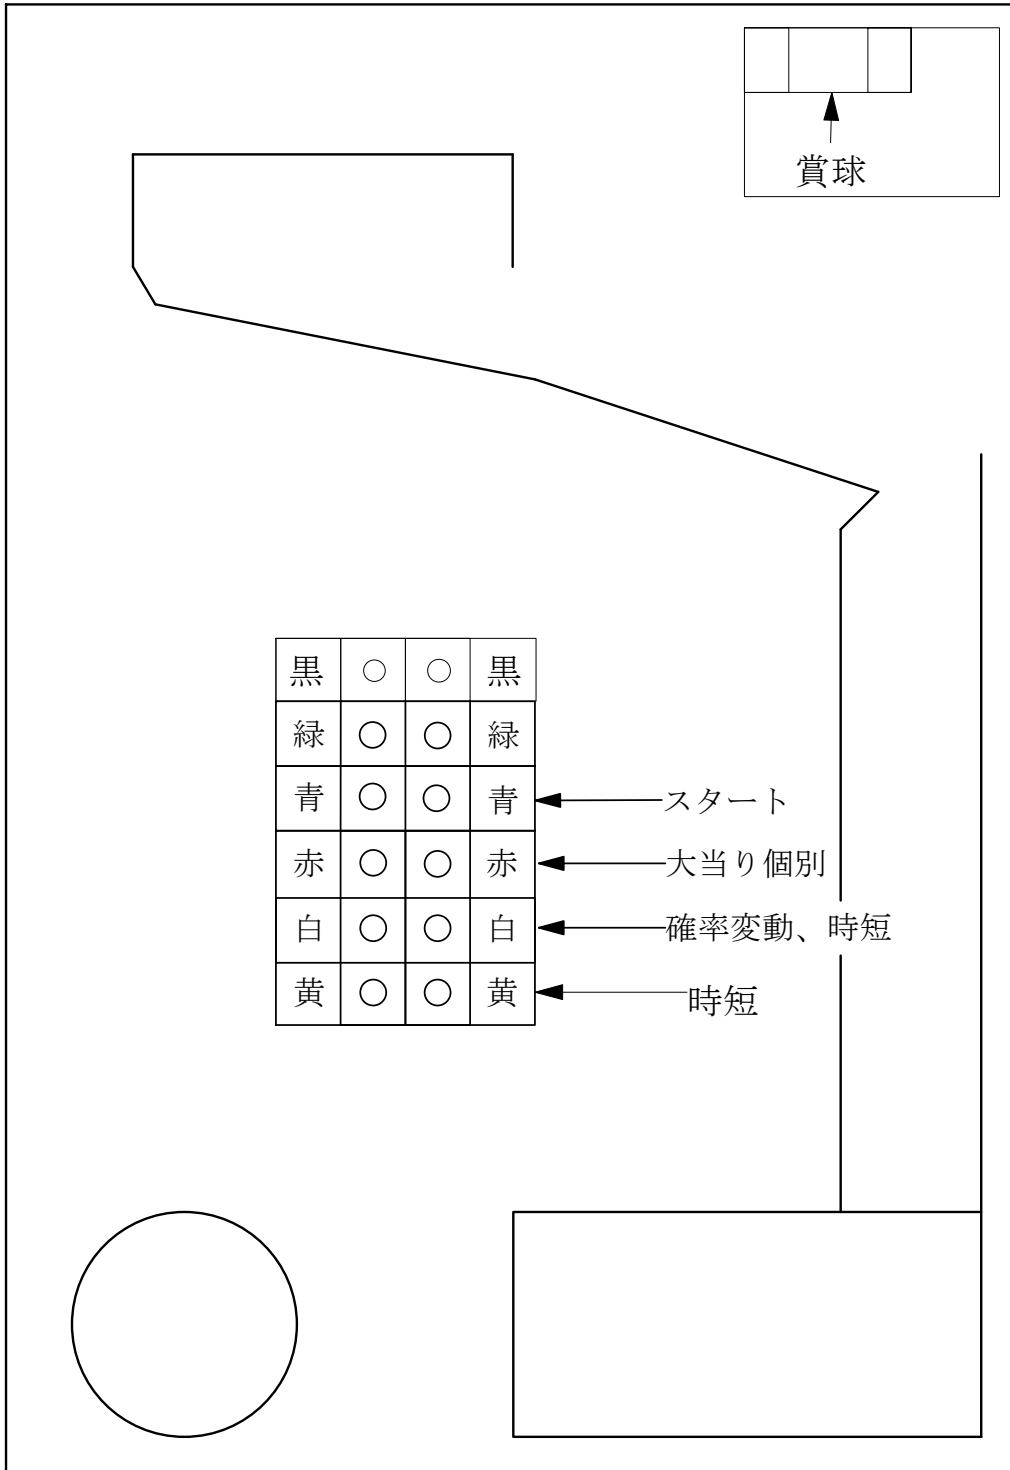 賞球
黒 ○ ○ 黒
緑 ○ ○ 緑
青 ○ ○ 青 スタート
赤 ○ ○ 赤 大当り個別
白 ○ ○ 白 確率変動、時短
黄 ○ ○ 黄 時短